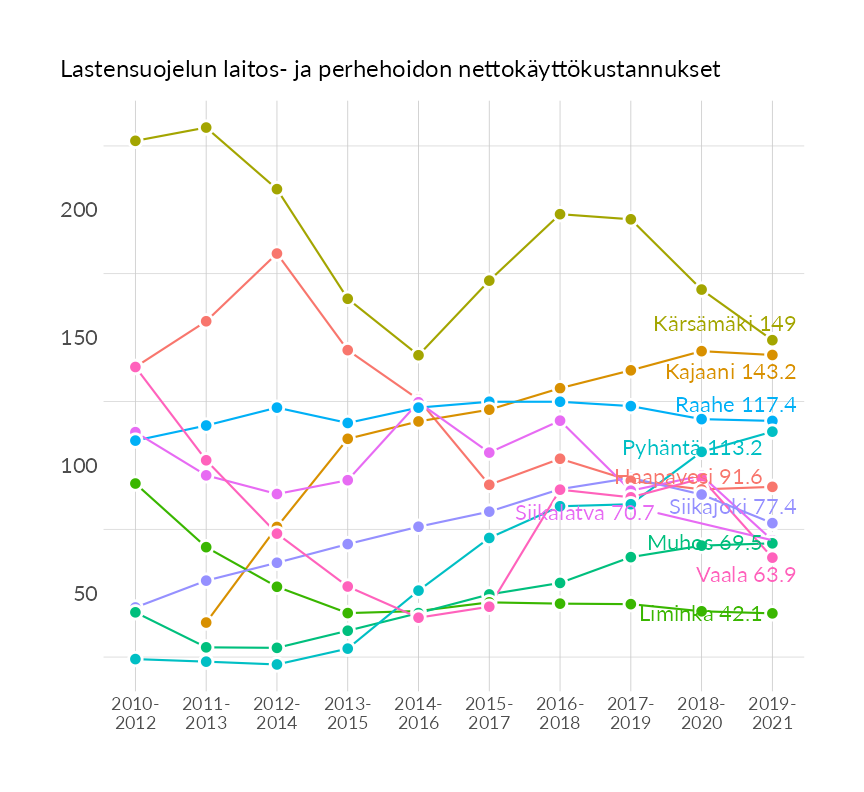 Lastensuojelun laitos- ja perhehoidon nettokäyttökustannukset
200
150
100
50
Kärsämäki 149
Kajaani 143.2
Raahe 117.4
Pyhäntä 113.2
Haapavesi 91.6
Siikajoki 77.4
Siikalatva 70.7
Muhos 69.5
Vaala 63.9
Liminka 42.1
2010-
2012
2011-
2013
2012-
2014
2013-
2015
2014-
2016
2015-
2017
2016-
2018
2017-
2019
2018-
2020
2019-
2021